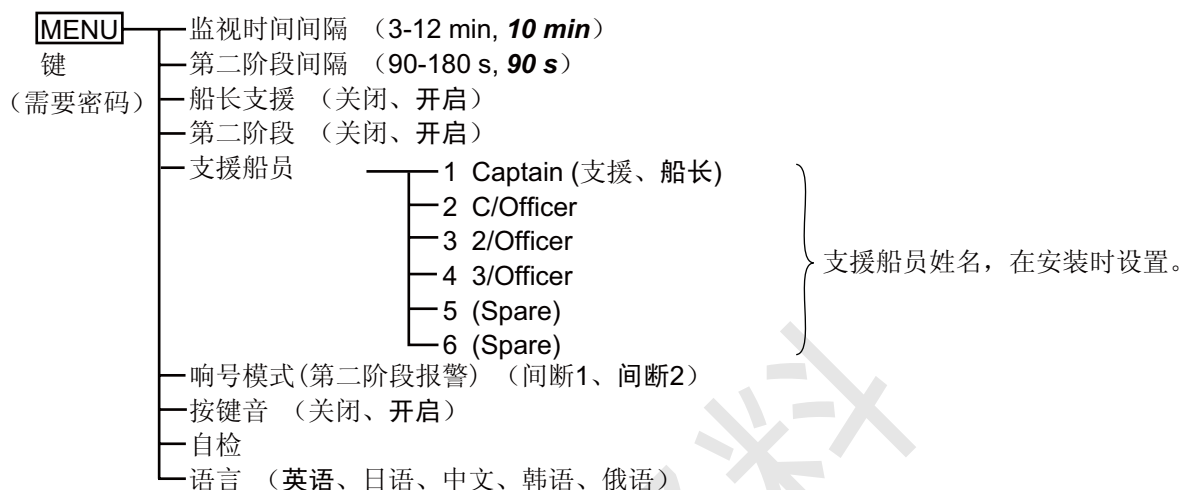 MENU 监视时间间隔 （3-12 min, 10 min）
键 第二阶段间隔 （90-180 s, 90 s）
（需要密码） 船长支援 （关闭、开启）
第二阶段 （关闭、开启）
支援船员 1 Captain (支援、船长)
2 C/Officer
3 2/Officer
4 3/Officer
5 (Spare)
6 (Spare)
支援船员姓名，在安装时设置。
响号模式(第二阶段报警) （间断1、间断2）
按键音 （关闭、开启）
自检
语言 （英语、日语、中文、韩语、俄语）